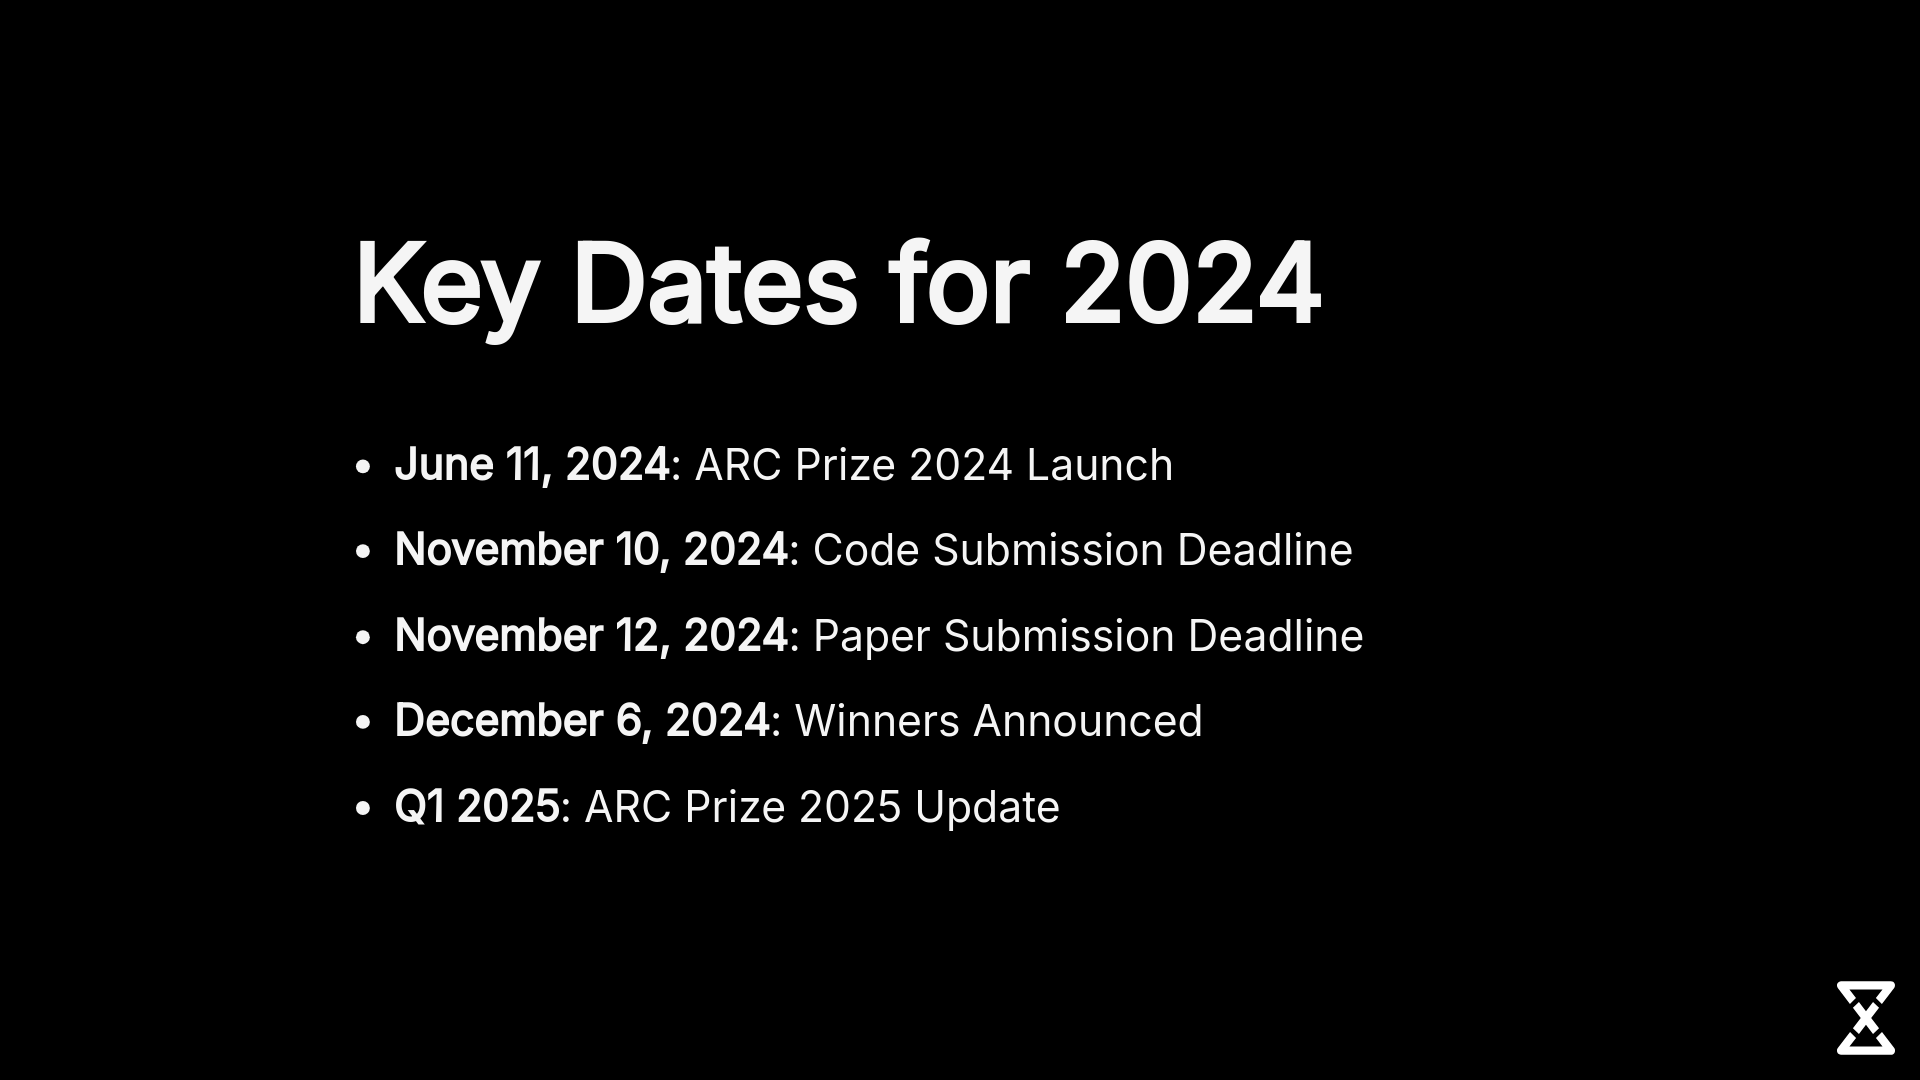 Key Dates for 2024
• June 11, 2024: ARC Prize 2024 Launch
• November 10, 2024: Code Submission Deadline
• November 12, 2024: Paper Submission Deadline
• December 6, 2024: Winners Announced
• Q1 2025: ARC Prize 2025 Update